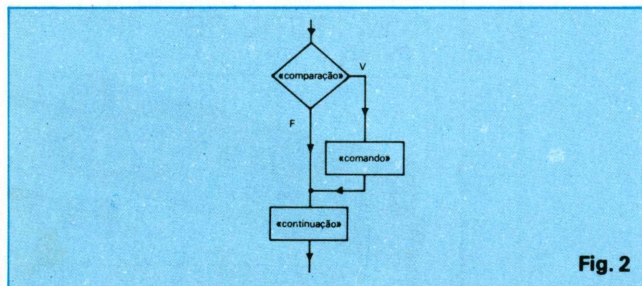 «comparação»
V
F
«comando»
«continuação»
Fig. 2